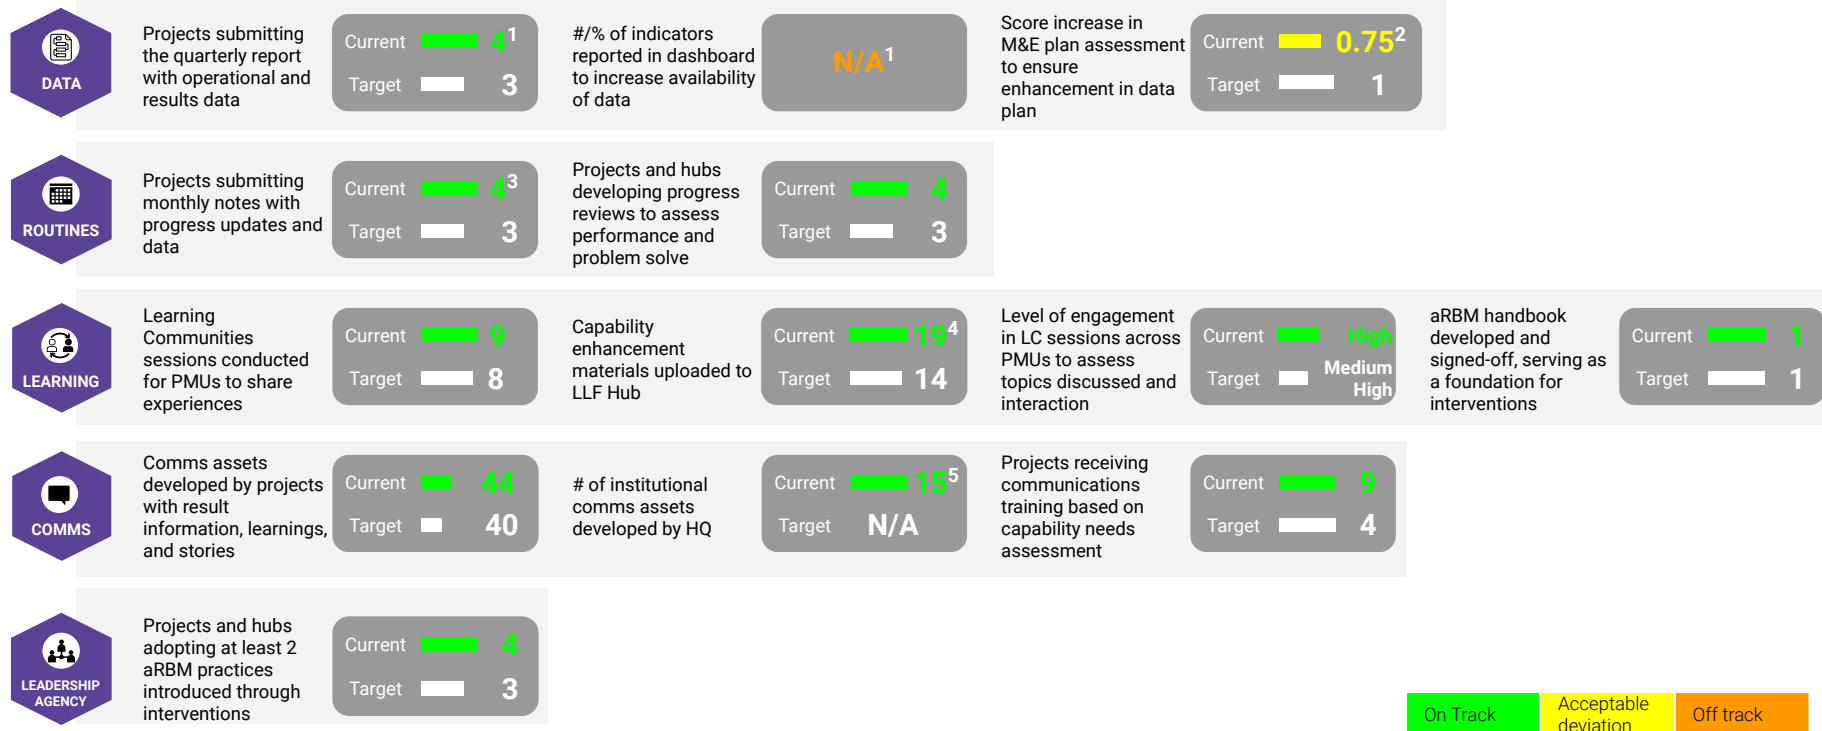 DATA
Projects submitting
the quarterly report
with operational and
results data
Current 4¹
Target 3
#/% of indicators
reported in dashboard
to increase availability
of data
N/A¹
Score increase in
M&E plan assessment
to ensure
enhancement in data
plan
Current 0.75²
Target 1
ROUTINES
Projects submitting
monthly notes with
progress updates and
data
Current 4³
Target 3
Projects and hubs
developing progress
reviews to assess
performance and
problem solve
Current 4
Target 3
LEARNING
Learning
Communities
sessions conducted
for PMUs to share
experiences
Current 9
Target 8
Capability
enhancement
materials uploaded to
LLF Hub
Current 19⁴
Target 14
Level of engagement
in LC sessions across
PMUs to assess
topics discussed and
interaction
Current High
Target Medium
High
aRBM handbook
developed and
signed-off, serving as
a foundation for
interventions
Current 1
Target 1
COMMS
Comms assets
developed by projects
with result
information, learnings,
and stories
Current 44
Target 40
# of institutional
comms assets
developed by HQ
Current 15⁵
Target N/A
Projects receiving
communications
training based on
capability needs
assessment
Current 9
Target 4
LEADERSHIP
AGENCY
Projects and hubs
adopting at least 2
aRBM practices
introduced through
interventions
Current 4
Target 3
On Track
Acceptable
deviation
Off track